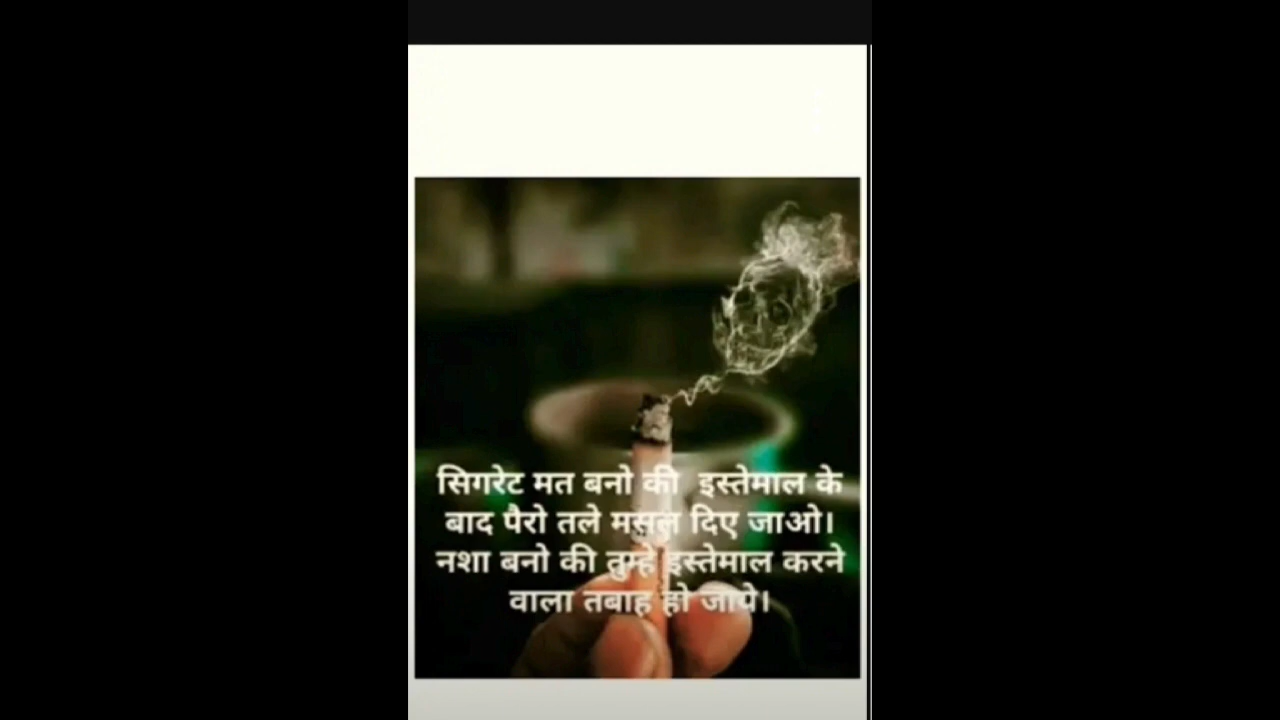 सिगरेट मत बनो की इस्तेमाल के
बाद पैरो तले मसल दिए जाओ।
नशा बनो की तुम्हे इस्तेमाल करने
वाला तबाह हो जाये।